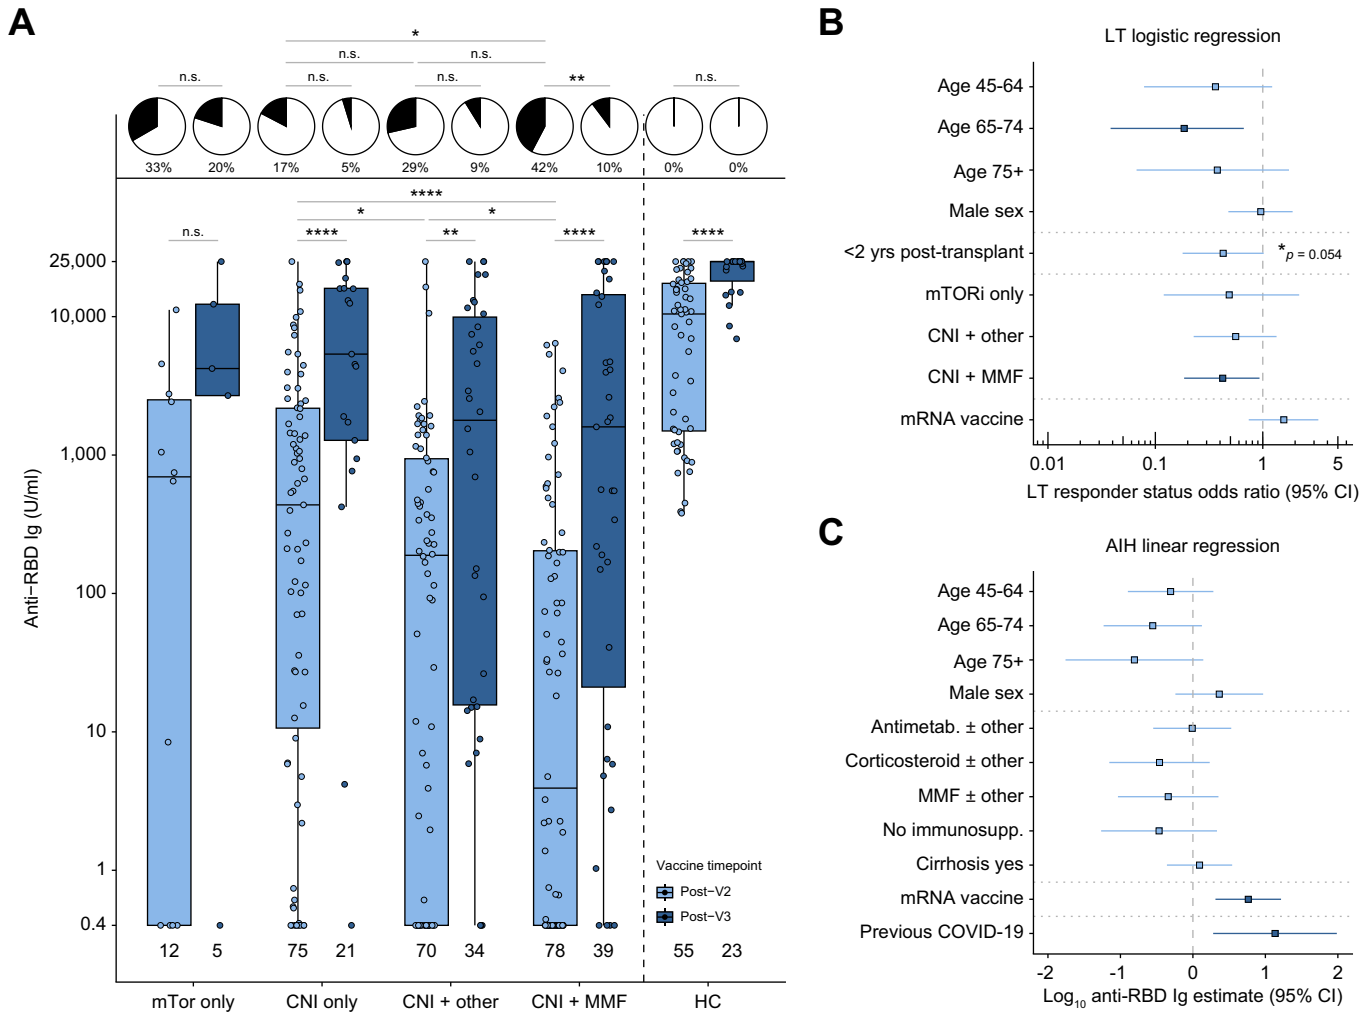 A
*
n.s.
n.s.
n.s.
n.s.
n.s.
**
n.s.
33%
20%
17%
5%
29%
9%
42%
10%
0%
0%
****
*
*
n.s.
****
**
****
****
25,000
10,000
1,000
100
10
1
0.4
Anti−RBD Ig (U/ml)
Vaccine timepoint
Post−V2
Post−V3
12
5
75
21
70
34
78
39
55
23
mTor only
CNI only
CNI + other
CNI + MMF
HC
B
LT logistic regression
Age 45-64
Age 65-74
Age 75+
Male sex
<2 yrs post-transplant
*p = 0.054
mTORi only
CNI + other
CNI + MMF
mRNA vaccine
0.01
0.1
1
5
LT responder status odds ratio (95% CI)
C
AIH linear regression
Age 45-64
Age 65-74
Age 75+
Male sex
Antimetab. ± other
Corticosteroid ± other
MMF ± other
No immunosupp.
Cirrhosis yes
mRNA vaccine
Previous COVID-19
-2
-1
0
1
2
Log10 anti-RBD Ig estimate (95% CI)